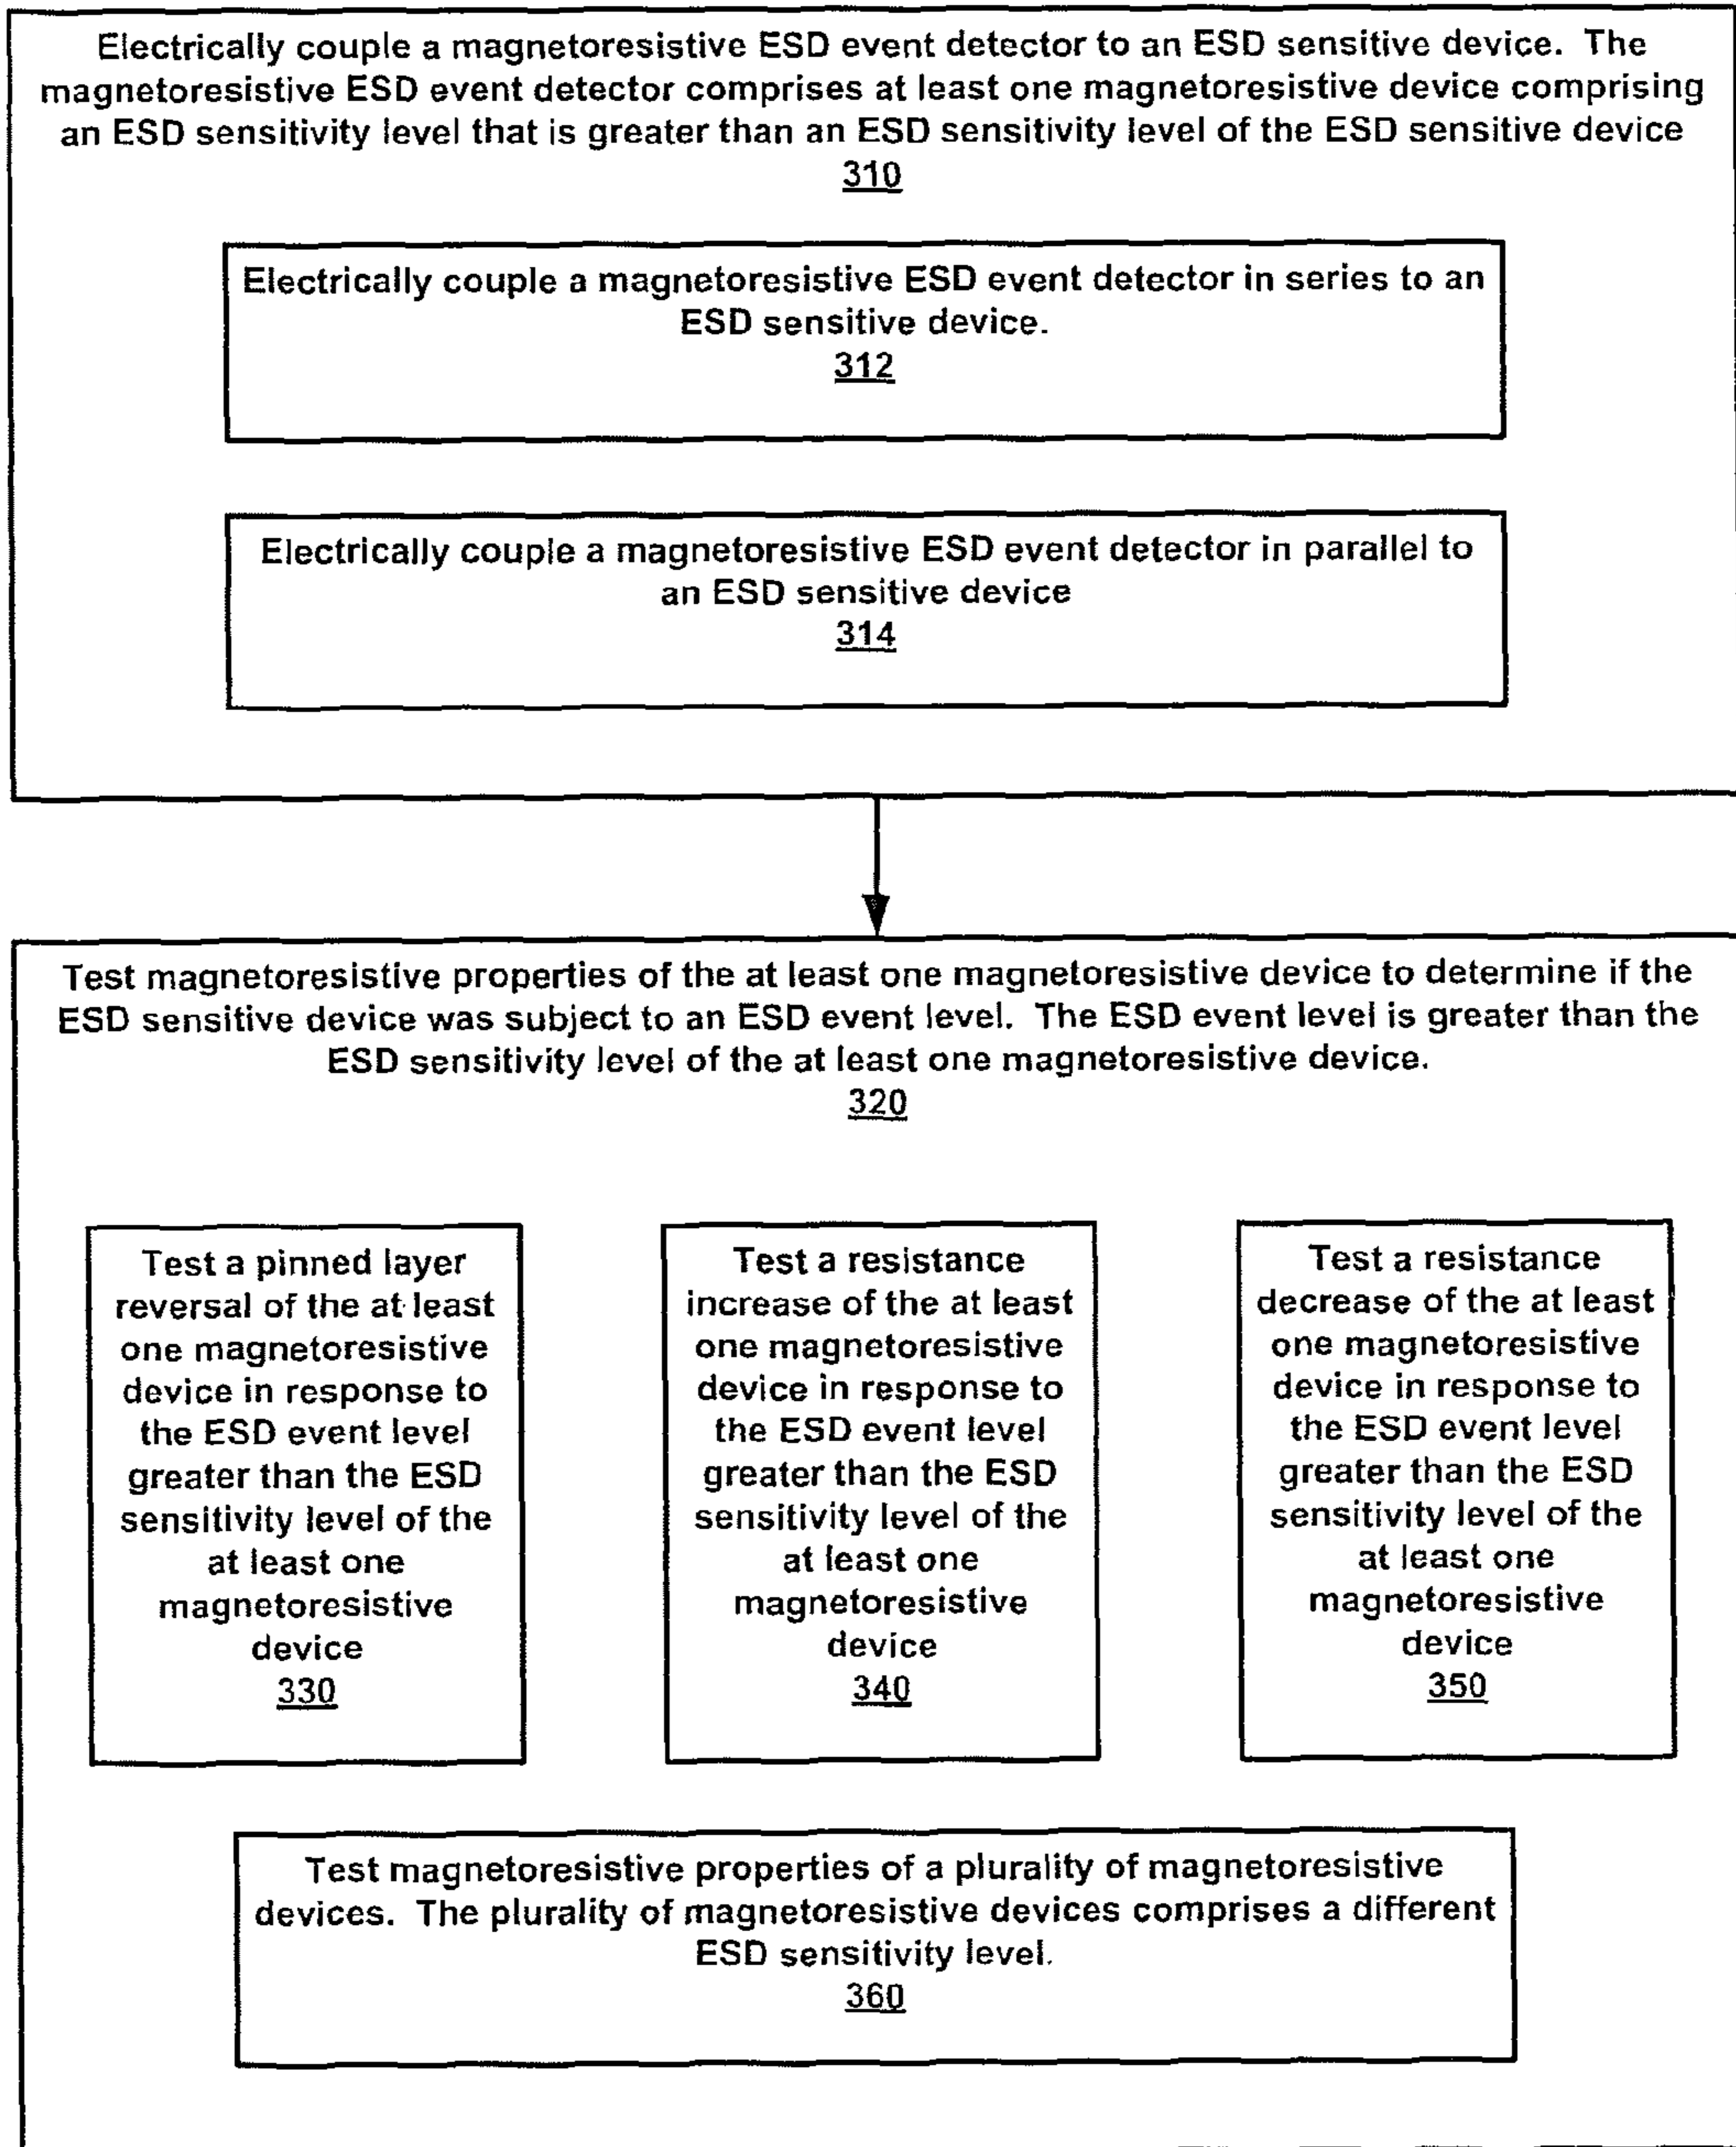 Electrically couple a magnetoresistive ESD event detector to an ESD sensitive device. The
magnetoresistive ESD event detector comprises at least one magnetoresistive device comprising
an ESD sensitivity level that is greater than an ESD sensitivity level of the ESD sensitive device
310
Electrically couple a magnetoresistive ESD event detector in series to an
ESD sensitive device.
312
Electrically couple a magnetoresistive ESD event detector in parallel to
an ESD sensitive device
314
Test magnetoresistive properties of the at least one magnetoresistive device to determine if the
ESD sensitive device was subject to an ESD event level. The ESD event level is greater than the
ESD sensitivity level of the at least one magnetoresistive device.
320
Test a pinned layer
reversal of the at least
one magnetoresistive
device in response to
the ESD event level
greater than the ESD
sensitivity level of the
at least one
magnetoresistive
device
330
Test a resistance
increase of the at least
one magnetoresistive
device in response to
the ESD event level
greater than the ESD
sensitivity level of the
at least one
magnetoresistive
device
340
Test a resistance
decrease of the at least
one magnetoresistive
device in response to
the ESD event level
greater than the ESD
sensitivity level of the
at least one
magnetoresistive
device
350
Test magnetoresistive properties of a plurality of magnetoresistive
devices. The plurality of magnetoresistive devices comprises a different
ESD sensitivity level.
360